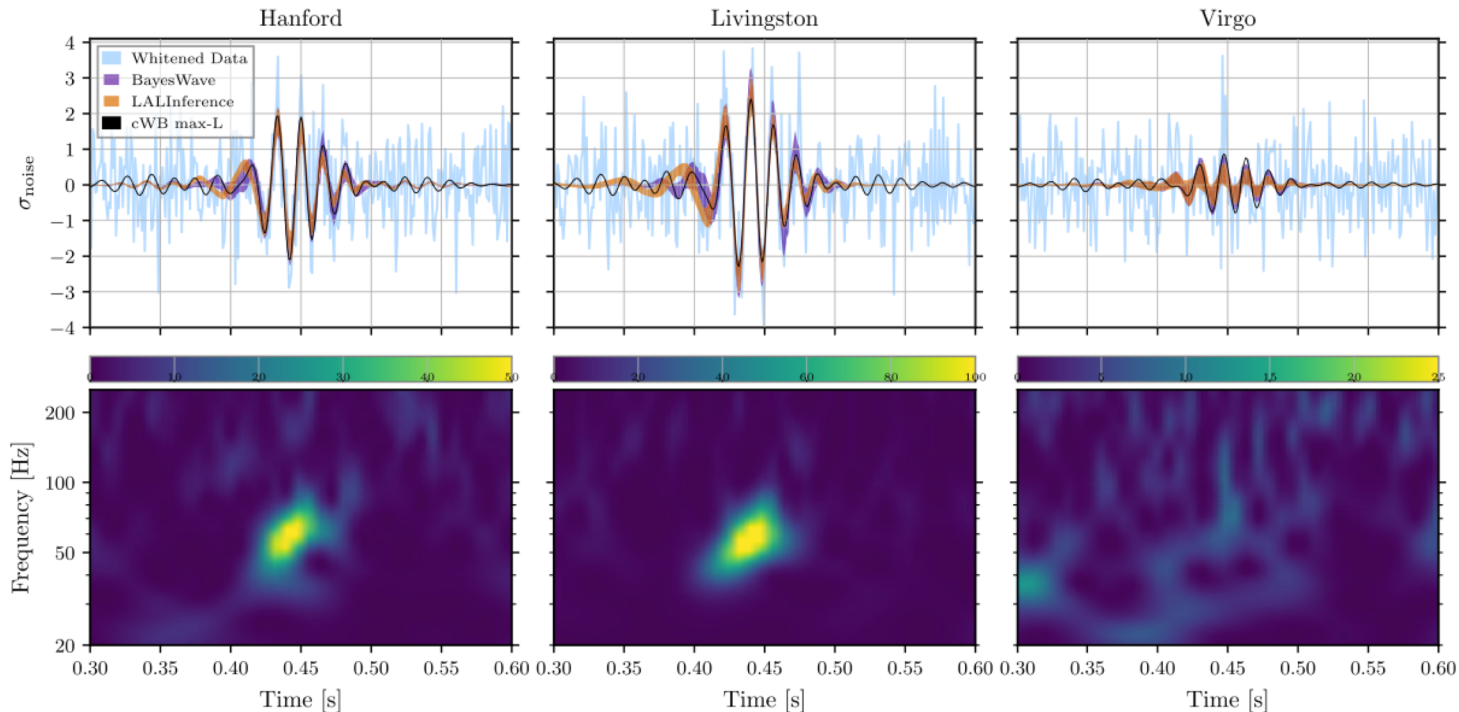 Hanford Livingston Virgo
4
3
2
1
0
−1
−2
−3
−4
σnoise
Whitened Data
BayesWave
LALInference
cWB max-L
0 10 20 30 40 50
0 20 40 60 80 100
0 5 10 15 20 25
Frequency [Hz]
200
100
50
20
0.30 0.35 0.40 0.45 0.50 0.55 0.60
0.30 0.35 0.40 0.45 0.50 0.55 0.60
0.30 0.35 0.40 0.45 0.50 0.55 0.60
Time [s] Time [s] Time [s]